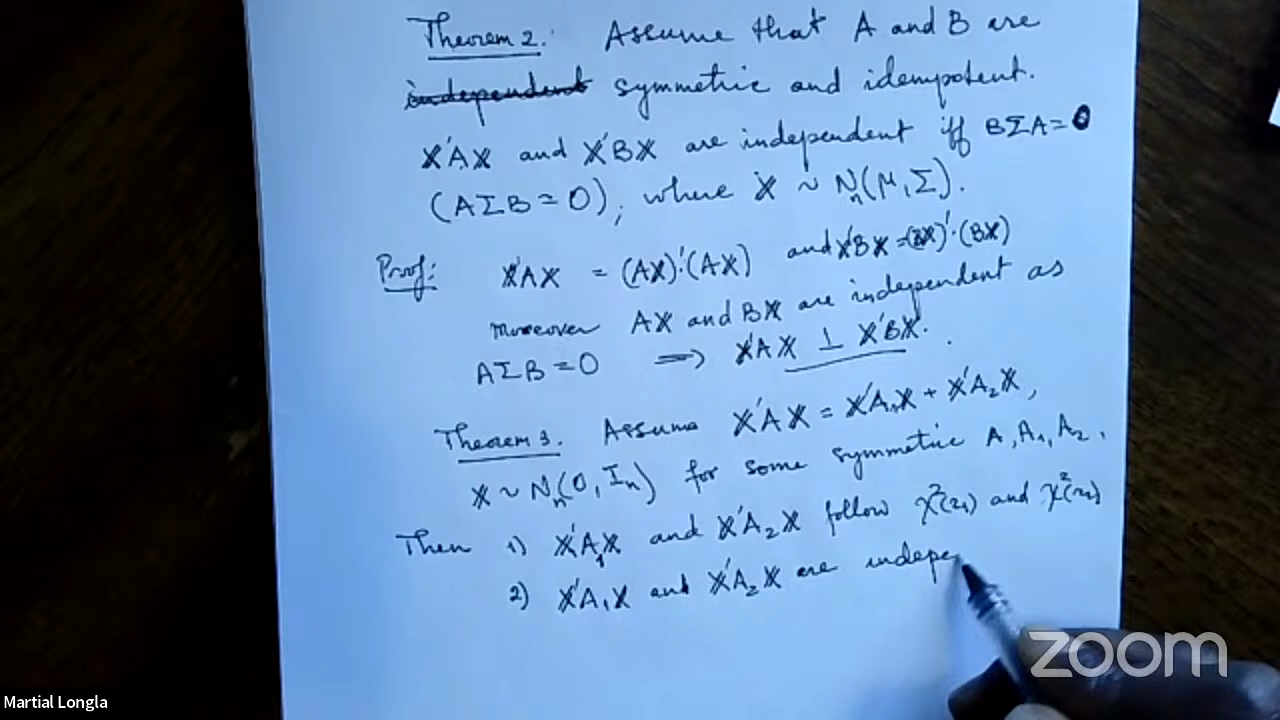 Theorem 2. Assume that A and B are
independent symmetric and idempotent.
X'AX and X'BX are independent iff BΣA=0
(AΣB=0), where X ~ Nn(μ,Σ).
Proof: X'AX = (AX)'·(AX) and X'BX =(BX)'·(BX)
Moreover AX and BX are independent as
AΣB=0 ⇒ X'AX ⊥ X'BX.
Theorem 3. Assume X'AX = X'A₁X + X'A₂X,
X ~ Nn(0, In) for some symmetric A, A₁, A₂.
Then 1) X'A₁X and X'A₂X follow χ²(r₁) and χ²(r₂)
2) X'A₁X and X'A₂X are indepe
zoom
Martial Longla